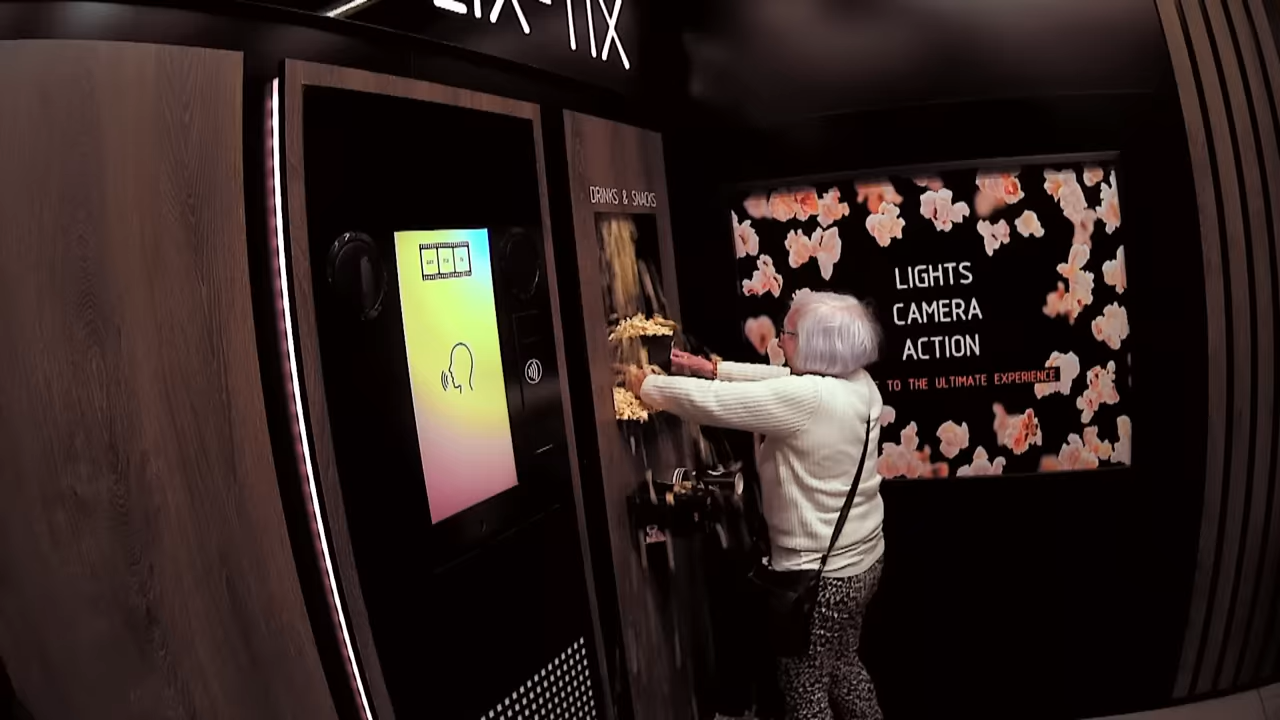 DRINKS & SNACKS
LIGHTS
CAMERA
ACTION
TO THE ULTIMATE EXPERIENCE